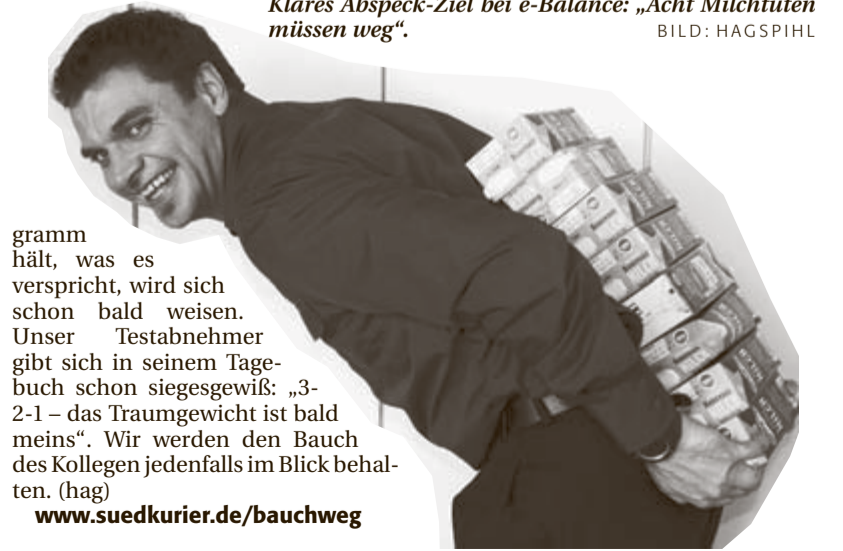 Klares Abspeck-Ziel bei e-Balance: „Acht Milchtüten
müssen weg“. BILD: HAGSPIHL
gramm
hält, was es
verspricht, wird sich
schon bald weisen.
Unser Testabnehmer
gibt sich in seinem Tage-
buch schon siegesgewiß: „3-
2-1 – das Traumgewicht ist bald
meins“. Wir werden den Bauch
des Kollegen jedenfalls im Blick behal-
ten. (hag)
www.suedkurier.de/bauchweg